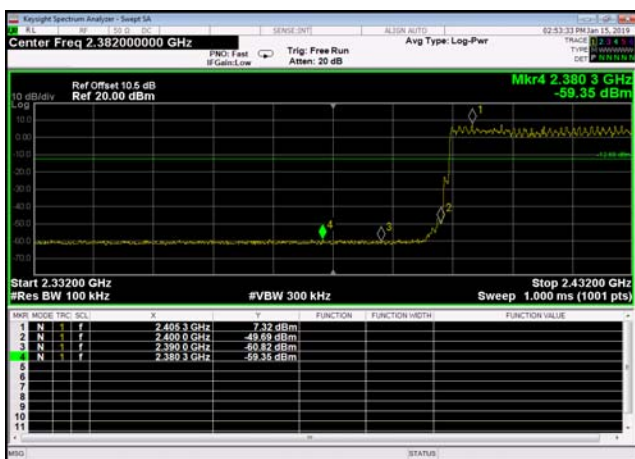 Keysight Spectrum Analyzer - Swept SA
RL RF 50 Ω DC SENSE:INT ALIGN AUTO 02:53:33 PM Jan 15, 2019
Center Freq 2.382000000 GHz
PNO: Fast
IFGain:Low
Trig: Free Run
Atten: 20 dB
Avg Type: Log-Pwr
TRACE 1 2 3 4 5 6
TYPE M W W W W W
DET P N N N N N
Mkr4 2.380 3 GHz
-59.35 dBm
Ref Offset 10.5 dB
10 dB/div Ref 20.00 dBm
Log
10.0
0.00
-10.0
-20.0
-30.0
-40.0
-50.0
-60.0
-70.0
1
2
3
4
Start 2.33200 GHz
Stop 2.43200 GHz
#Res BW 100 kHz
#VBW 300 kHz
Sweep 1.000 ms (1001 pts)
MKR MODE TRC SCL X Y FUNCTION FUNCTION WIDTH FUNCTION VALUE
1 N 1 f 2.405 3 GHz 7.32 dBm
2 N 1 f 2.400 0 GHz -49.69 dBm
3 N 1 f 2.390 0 GHz -60.82 dBm
4 N 1 f 2.380 3 GHz -59.35 dBm
5
6
7
8
9
10
11
MSG STATUS